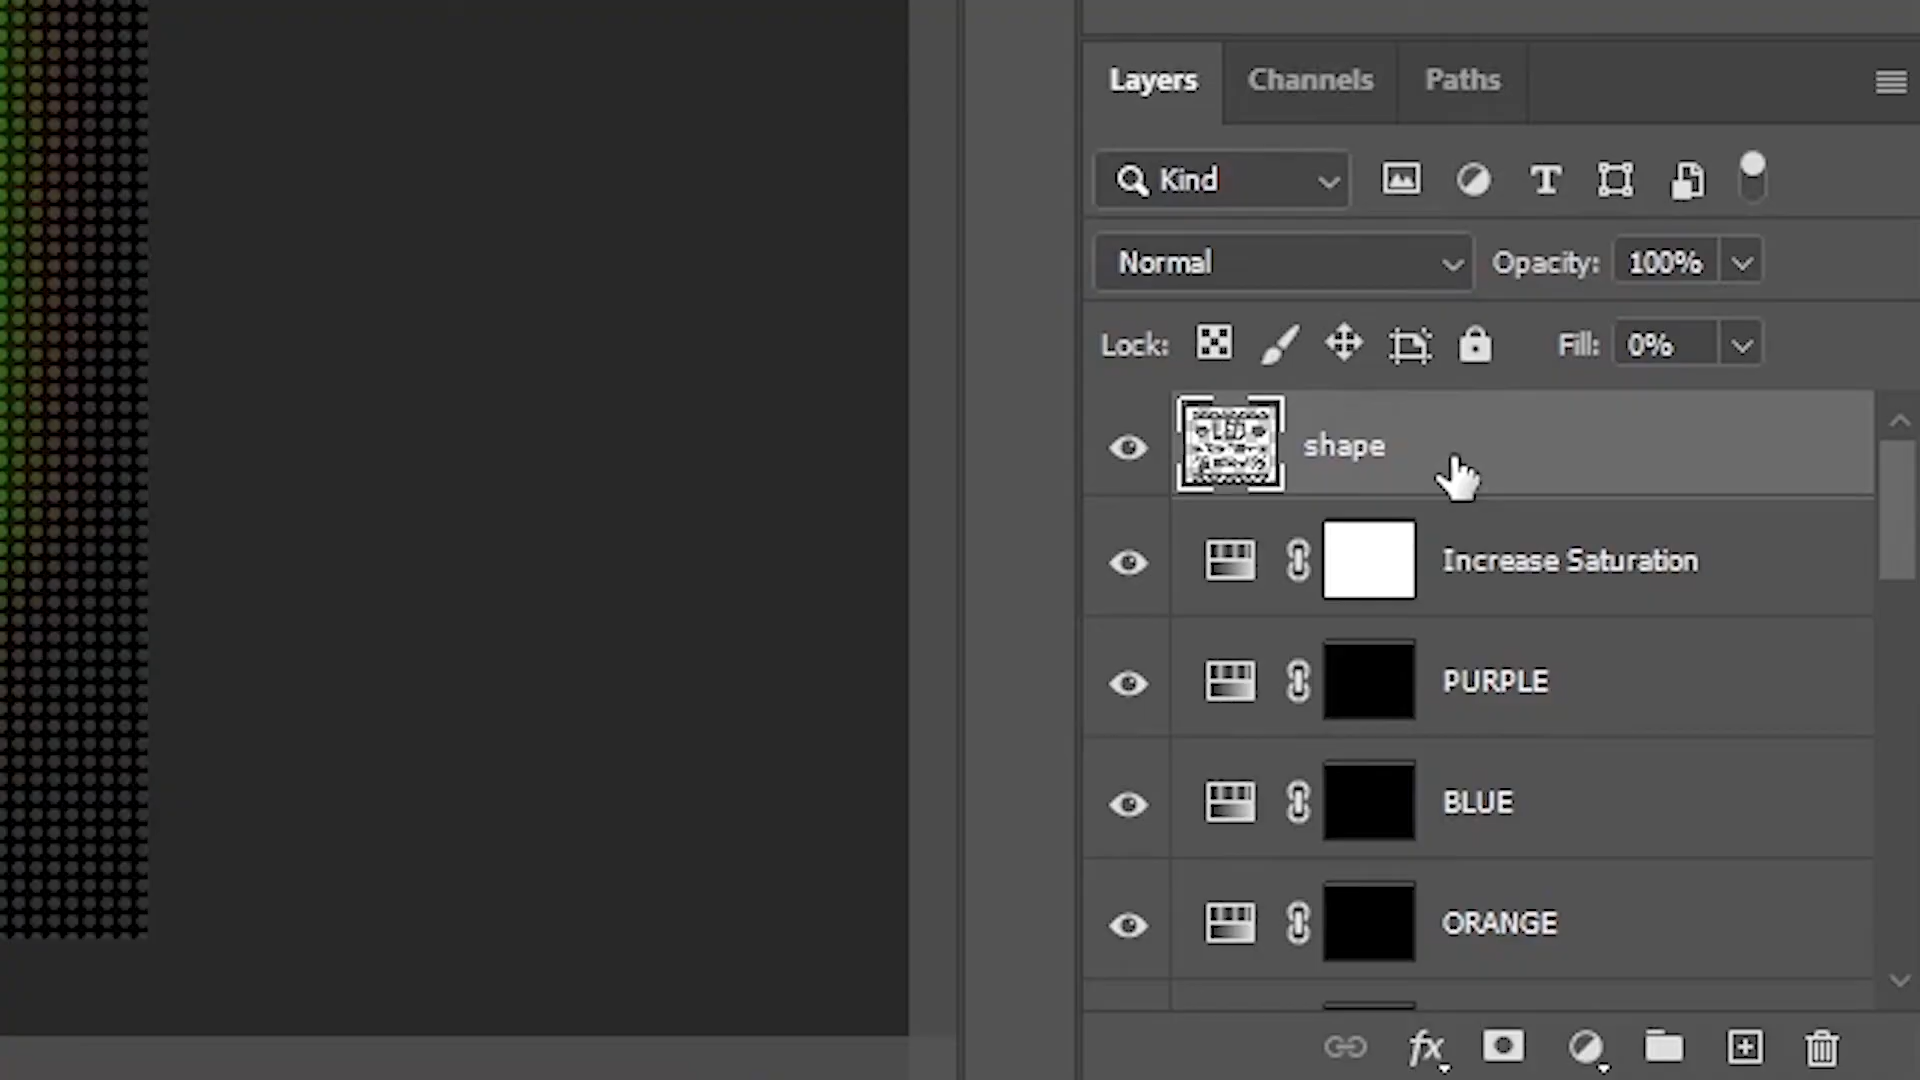 Layers Channels Paths
Kind
Normal Opacity: 100%
Lock: Fill: 0%
shape
Increase Saturation
PURPLE
BLUE
ORANGE
fx